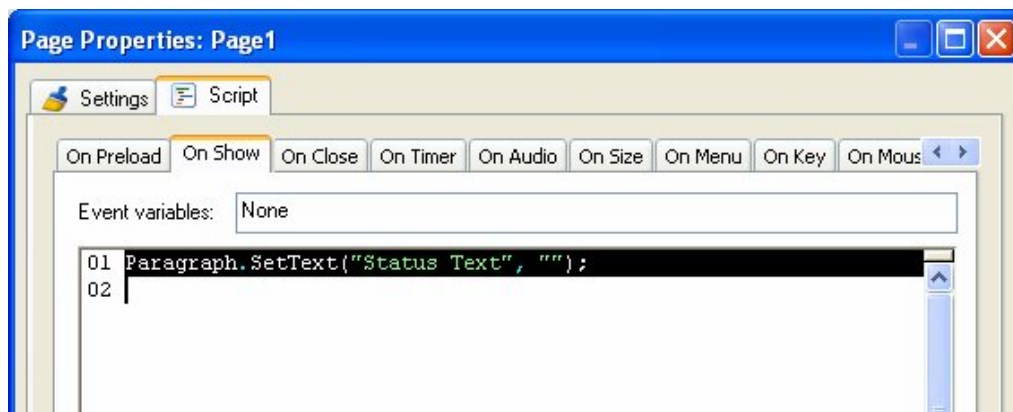 Page Properties: Page1
Settings Script
On Preload On Show On Close On Timer On Audio On Size On Menu On Key On Mous
Event variables: None
01 Paragraph.SetText("Status Text", "");
02